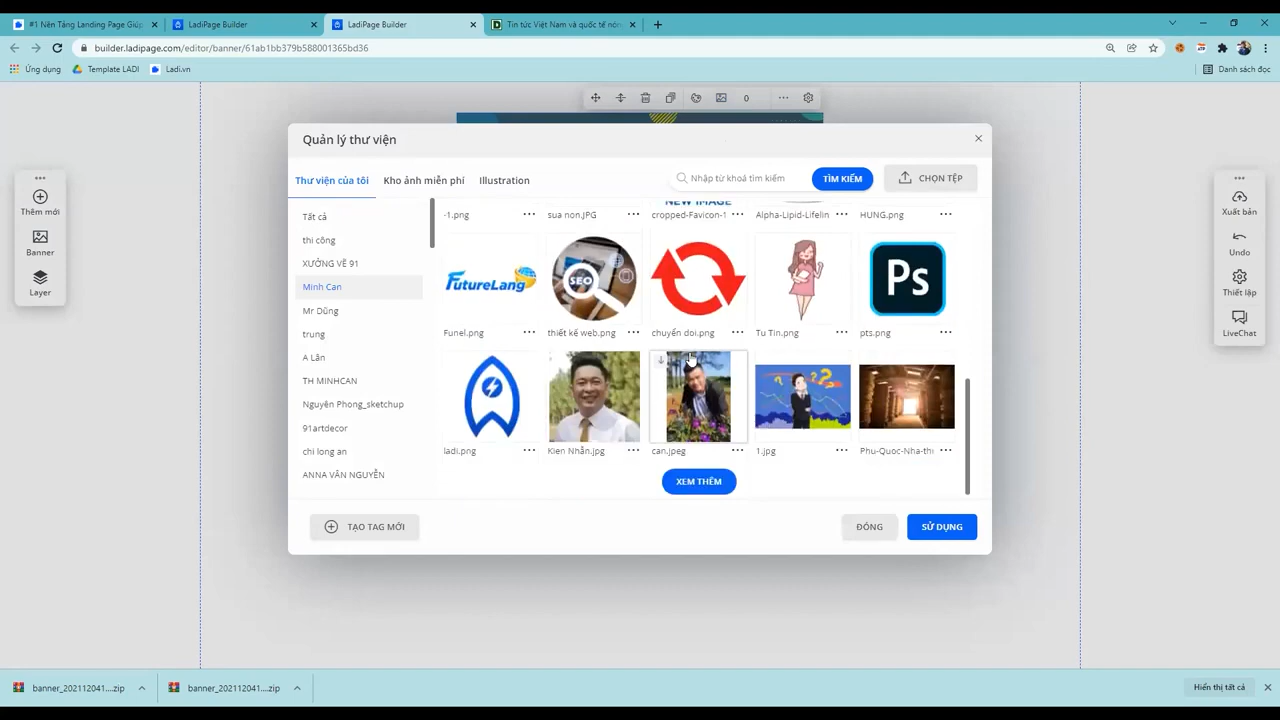 #1 Nền Tảng Landing Page Giúp
LadiPage Builder
LadiPage Builder
Tin tức Việt Nam và quốc tế nón
builder.ladipage.com/editor/banner/61ab1bb379b588001365bd36
Ứng dụng
Template LADI
Ladi.vn
Danh sách đọc
0
Quản lý thư viện
Thư viện của tôi
Kho ảnh miễn phí
Illustration
Nhập từ khoá tìm kiếm
TÌM KIẾM
CHỌN TỆP
Thêm mới
Banner
Layer
Xuất bản
Undo
Thiết lập
LiveChat
Tất cả
thi công
XƯỞNG VẼ 91
Minh Can
Mr Dũng
trung
A Lân
TH MINHCAN
Nguyên Phong_sketchup
91artdecor
chi long an
ANNA VĂN NGUYỄN
NEW IMAGE
-1.png
sua non.JPG
cropped-Favicon-1
Alpha-Lipid-Lifelin
HUNG.png
FutureLang
SEO
Ps
Funel.png
thiết kế web.png
chuyển doi.png
Tu Tin.png
pts.png
ladi.png
Kien Nhẫn.jpg
can.jpeg
1.jpg
Phu-Quoc-Nha-thu
XEM THÊM
TẠO TAG MỚI
ĐÓNG
SỬ DỤNG
banner_202112041....zip
banner_202112041....zip
Hiển thị tất cả